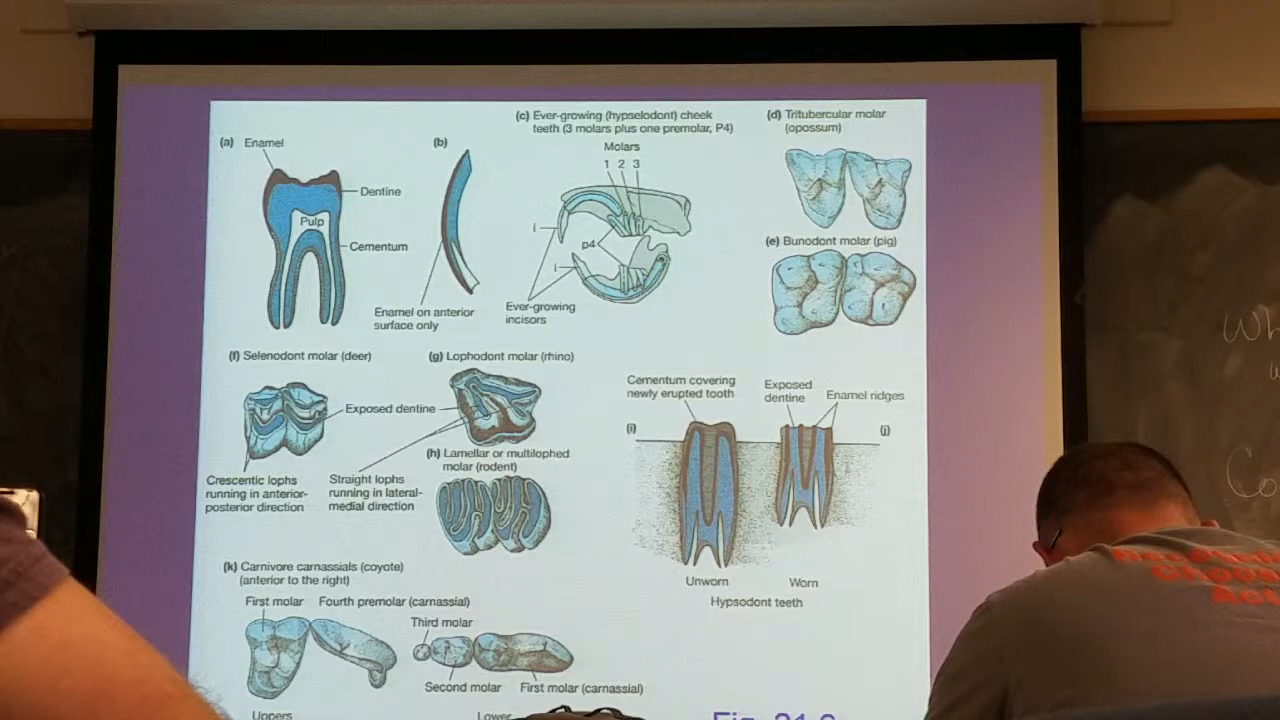 (a) Enamel
Dentine
Pulp
Cementum
(b)
Enamel on anterior
surface only
(c) Ever-growing (hypselodont) cheek
teeth (3 molars plus one premolar, P4)
Molars
1 2 3
i
p4
i
Ever-growing
incisors
(d) Tritubercular molar
(opossum)
(e) Bunodont molar (pig)
(f) Selenodont molar (deer)
Exposed dentine
Crescentic lophs
running in anterior-
posterior direction
(g) Lophodont molar (rhino)
Straight lophs
running in lateral-
medial direction
(h) Lamellar or multilophed
molar (rodent)
Cementum covering
newly erupted tooth
Exposed
dentine
Enamel ridges
(i)
(j)
Unworn
Worn
Hypsodont teeth
(k) Carnivore carnassials (coyote)
(anterior to the right)
First molar
Fourth premolar (carnassial)
Third molar
Second molar
First molar (carnassial)
Uppers
Lower
Fig.